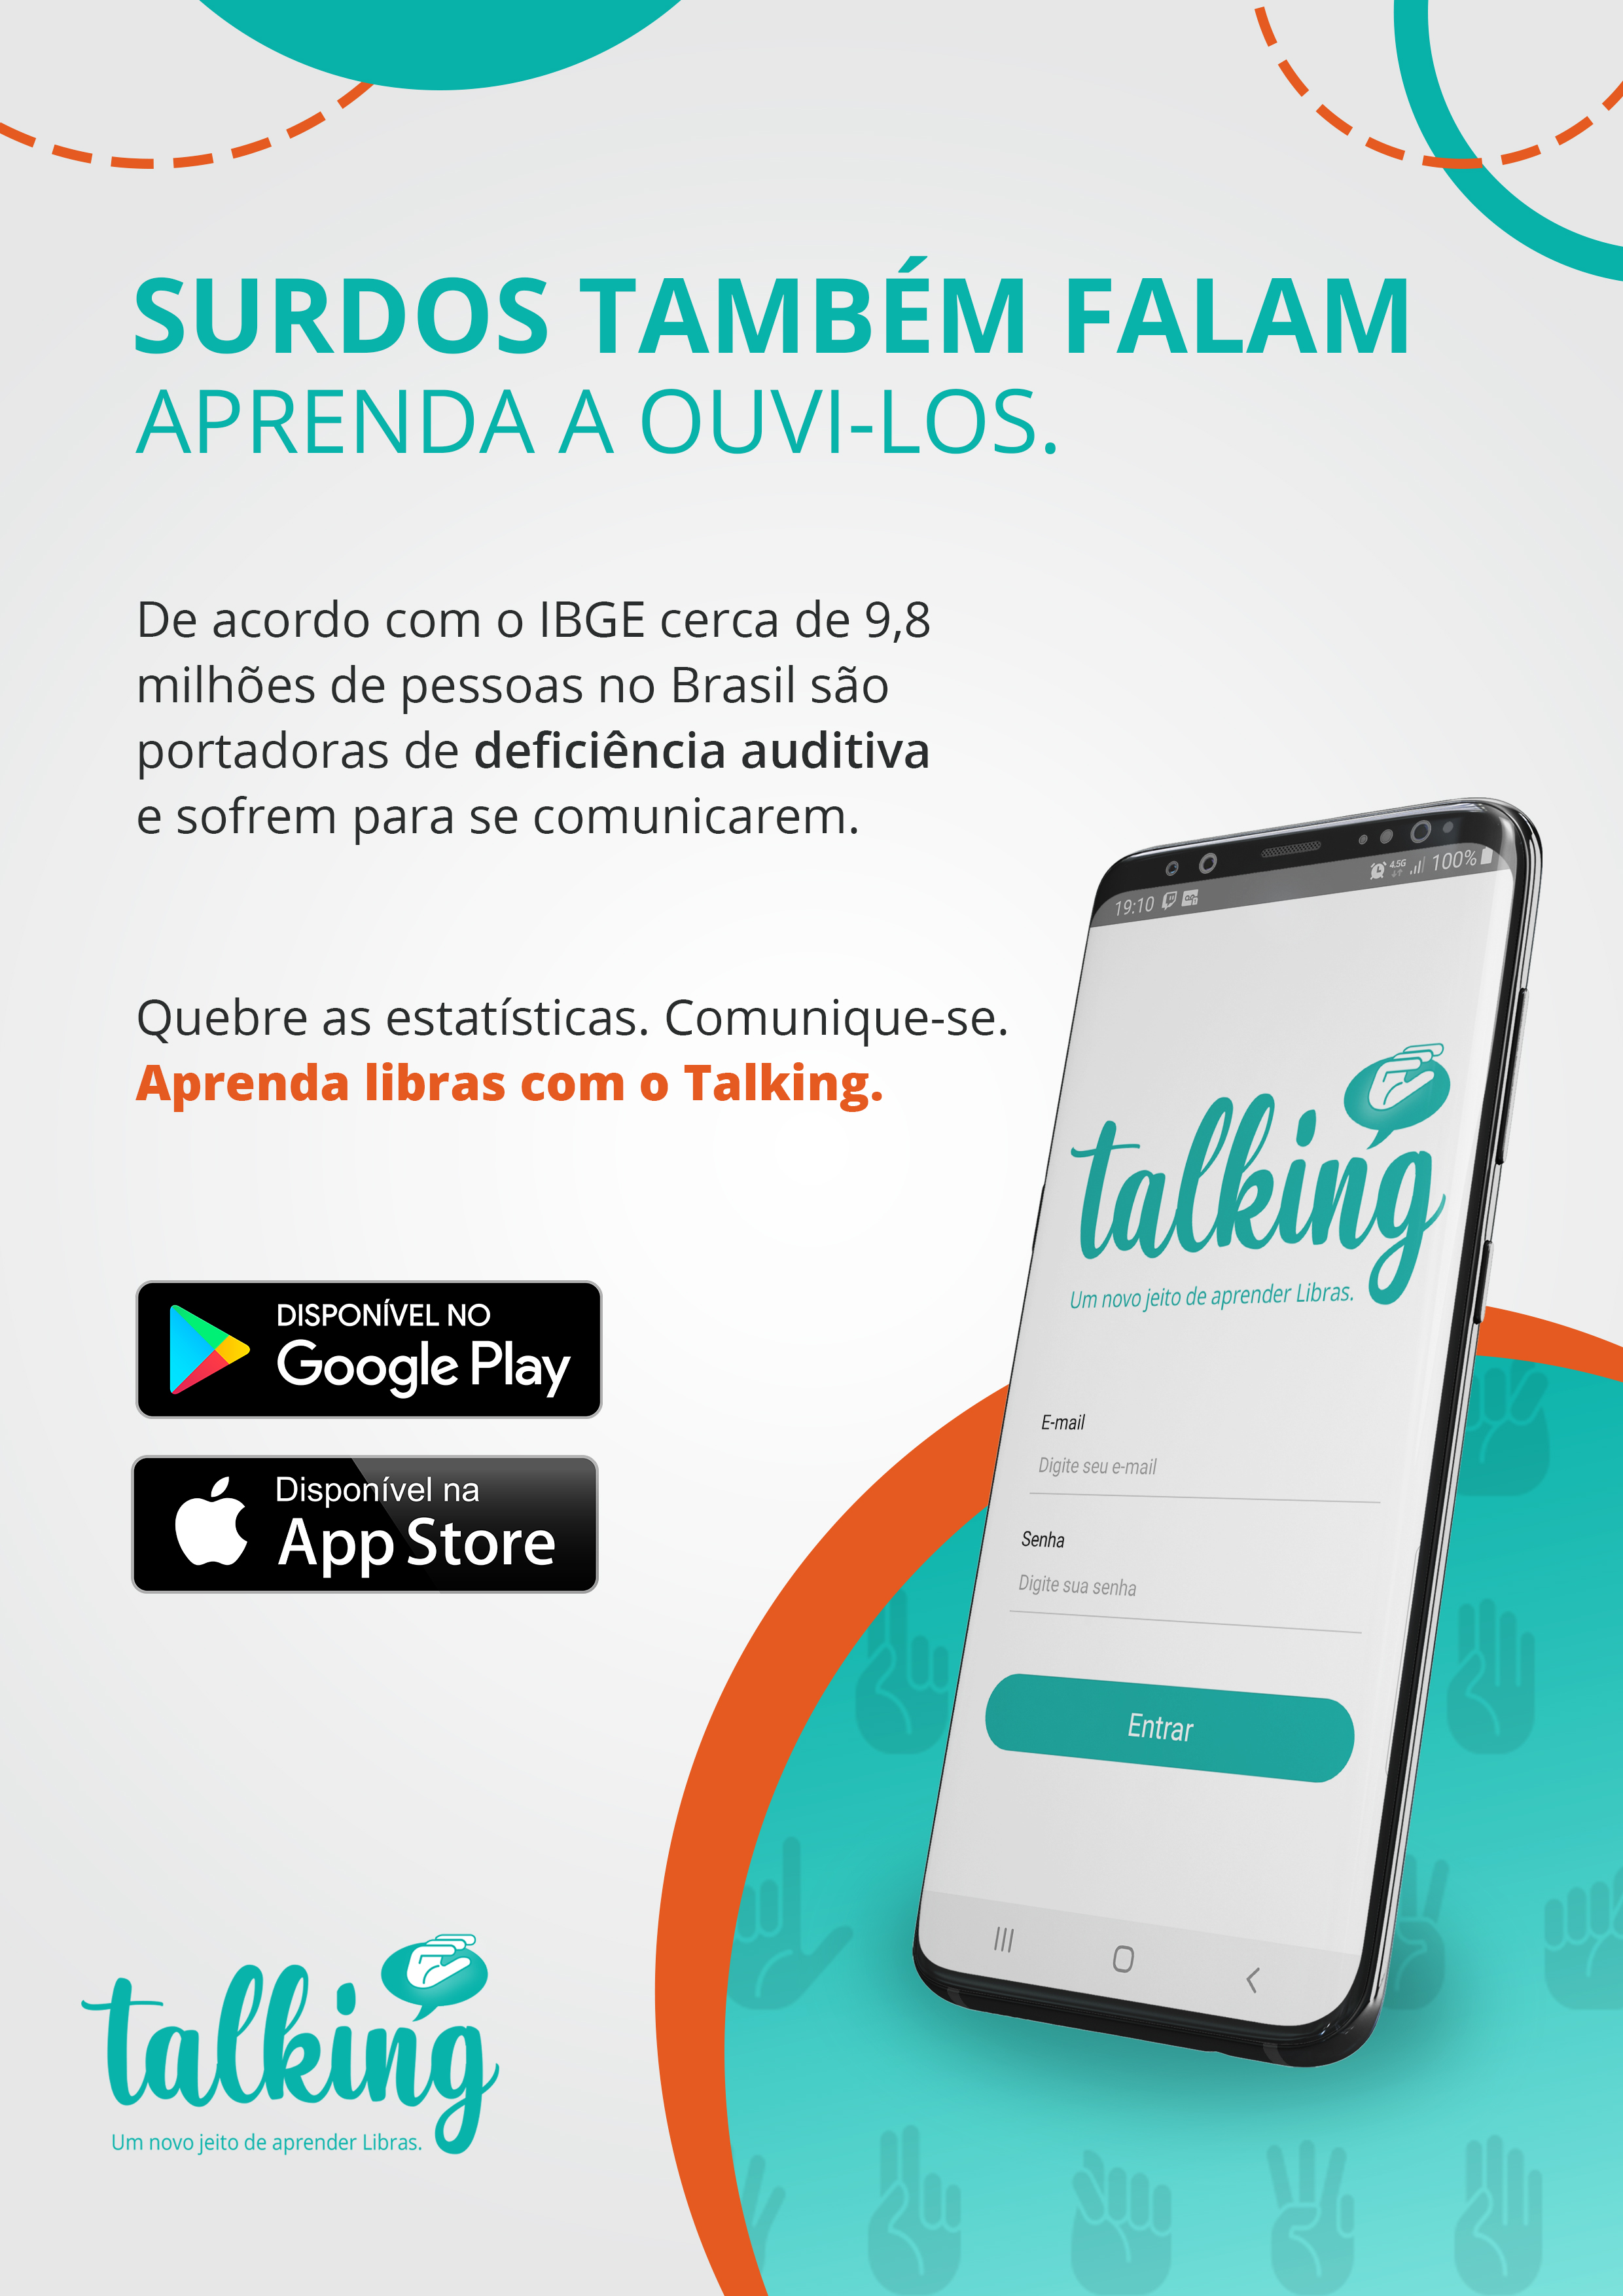 SURDOS TAMBÉM FALAM
APRENDA A OUVI-LOS.
De acordo com o IBGE cerca de 9,8
milhões de pessoas no Brasil são
portadoras de deficiência auditiva
e sofrem para se comunicarem.
Quebre as estatísticas. Comunique-se.
Aprenda libras com o Talking.
DISPONÍVEL NO
Google Play
Disponível na
App Store
19:10
4.5G
100%
talking
Um novo jeito de aprender Libras.
E-mail
Digite seu e-mail
Senha
Digite sua senha
Entrar
talking
Um novo jeito de aprender Libras.